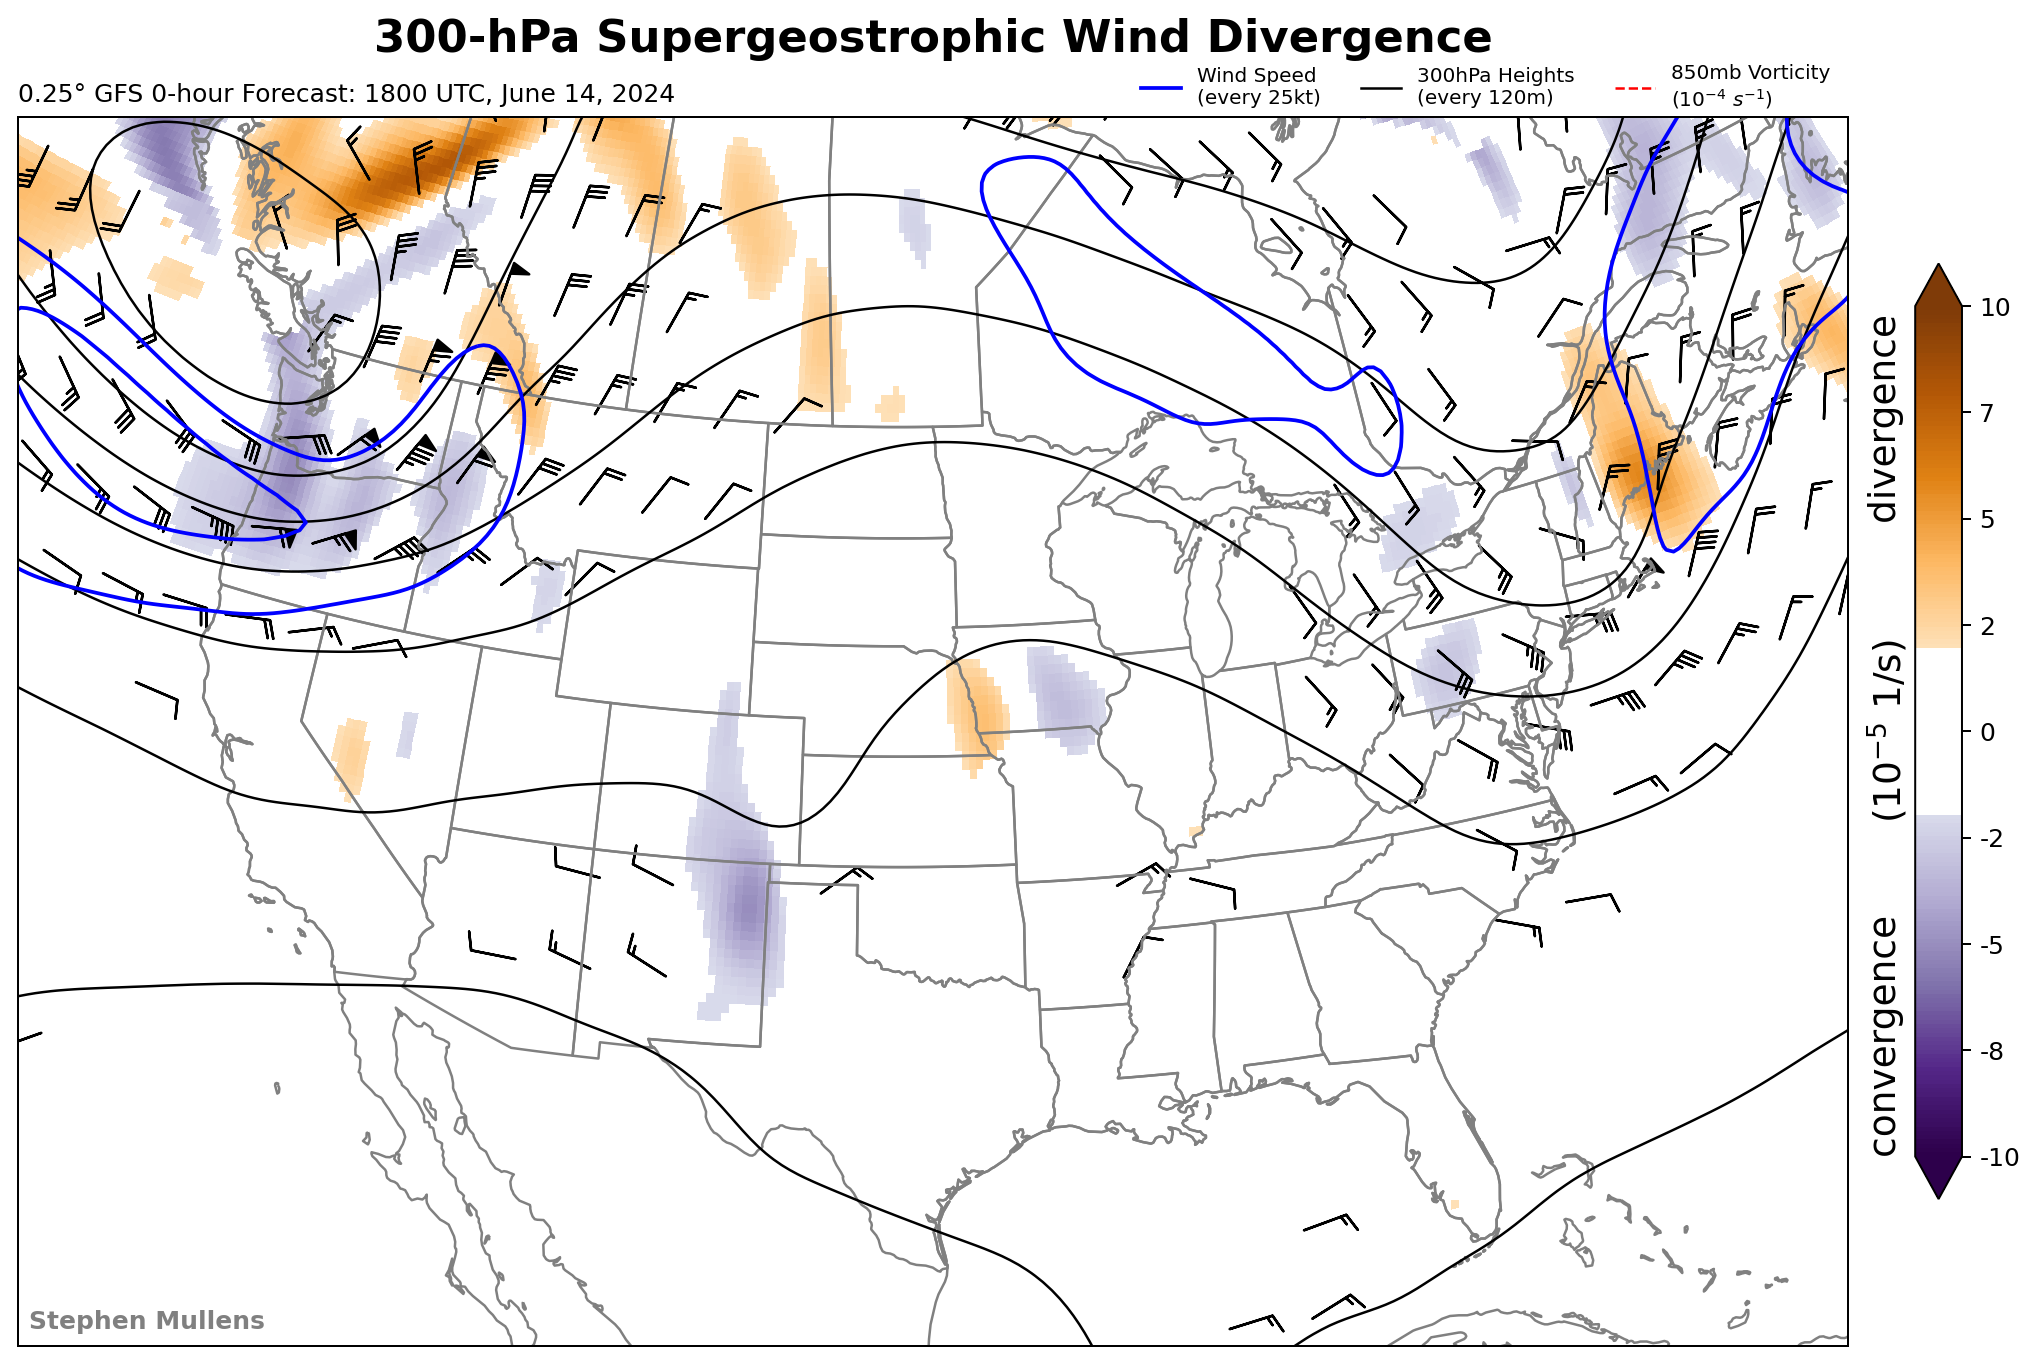 300-hPa Supergeostrophic Wind Divergence
0.25° GFS 0-hour Forecast: 1800 UTC, June 14, 2024
Wind Speed
(every 25kt)
300hPa Heights
(every 120m)
850mb Vorticity
(10⁻⁴ s⁻¹)
10
7
5
2
0
-2
-5
-8
-10
convergence (10⁻⁵ 1/s) divergence
Stephen Mullens